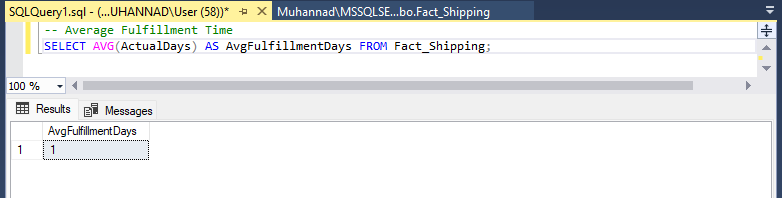 SQLQuery1.sql - (...UHANNAD\User (58))* Muhannad\MSSQLSE...bo.Fact_Shipping
-- Average Fulfillment Time
SELECT AVG(ActualDays) AS AvgFulfillmentDays FROM Fact_Shipping;
100 %
Results Messages
AvgFulfillmentDays
1 1